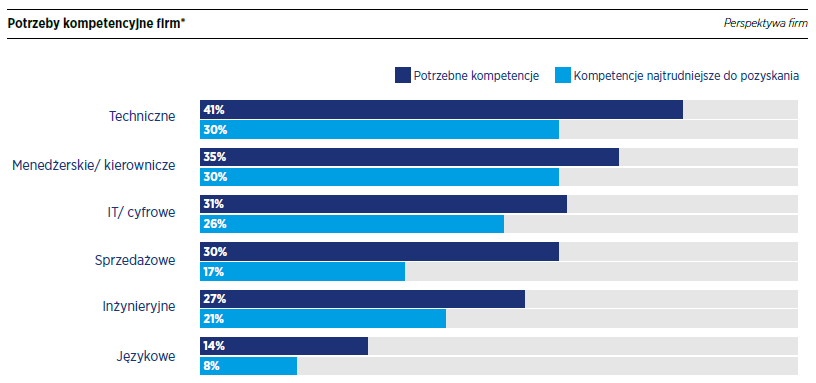 Potrzeby kompetencyjne firm*
Perspektywa firm
Potrzebne kompetencje
Kompetencje najtrudniejsze do pozyskania
Techniczne
41%
30%
Menedżerskie/ kierownicze
35%
30%
IT/ cyfrowe
31%
26%
Sprzedażowe
30%
17%
Inżynieryjne
27%
21%
Językowe
14%
8%